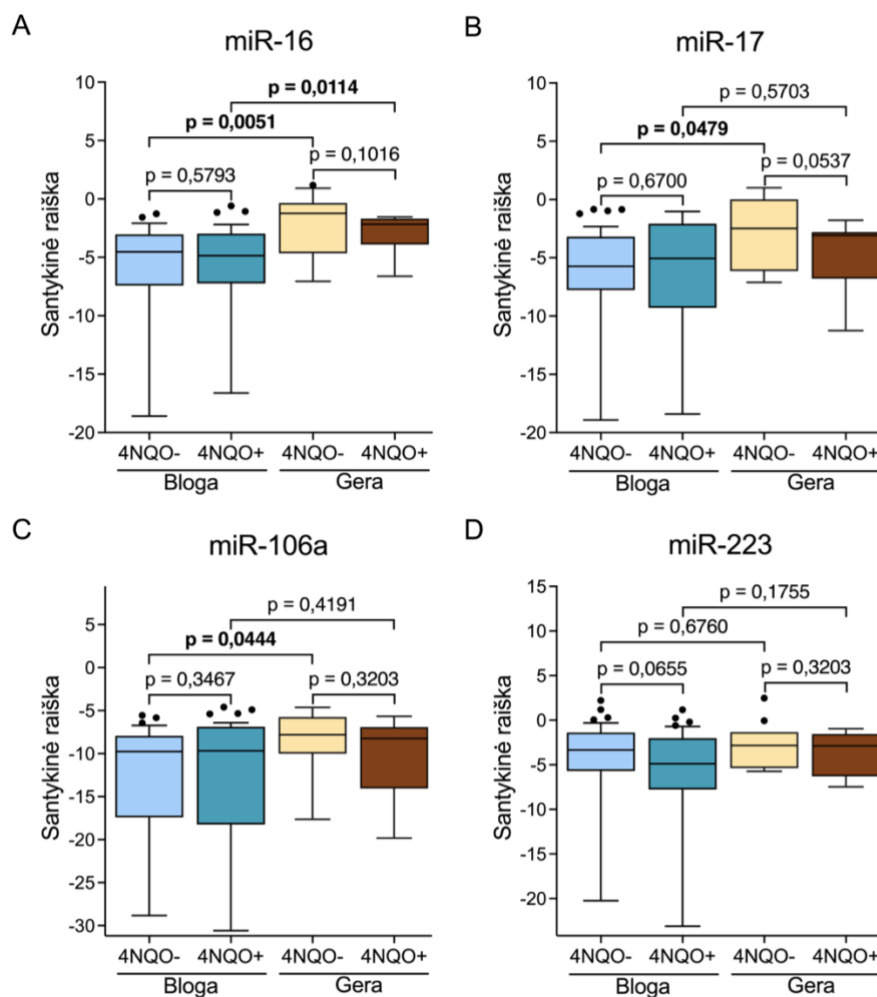 A
miR-16
Santykinė raiška
10
5
0
-5
-10
-15
-20
p = 0,0114
p = 0,0051
p = 0,5793
p = 0,1016
4NQO- 4NQO+ 4NQO- 4NQO+
Bloga Gera
B
miR-17
Santykinė raiška
10
5
0
-5
-10
-15
-20
p = 0,5703
p = 0,0479
p = 0,6700
p = 0,0537
4NQO- 4NQO+ 4NQO- 4NQO+
Bloga Gera
C
miR-106a
Santykinė raiška
5
0
-5
-10
-15
-20
-25
-30
p = 0,4191
p = 0,0444
p = 0,3467
p = 0,3203
4NQO- 4NQO+ 4NQO- 4NQO+
Bloga Gera
D
miR-223
Santykinė raiška
15
10
5
0
-5
-10
-15
-20
p = 0,1755
p = 0,6760
p = 0,0655
p = 0,3203
4NQO- 4NQO+ 4NQO- 4NQO+
Bloga Gera